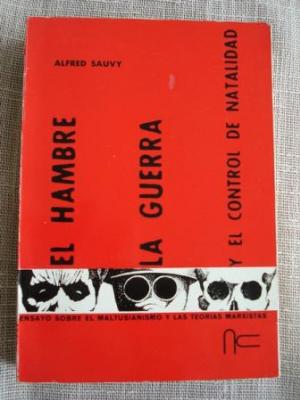 ALFRED SAUVY
EL HAMBRE
LA GUERRA
Y EL CONTROL DE NATALIDAD
ENSAYO SOBRE EL MALTUSIANISMO Y LAS TEORIAS MARXISTAS